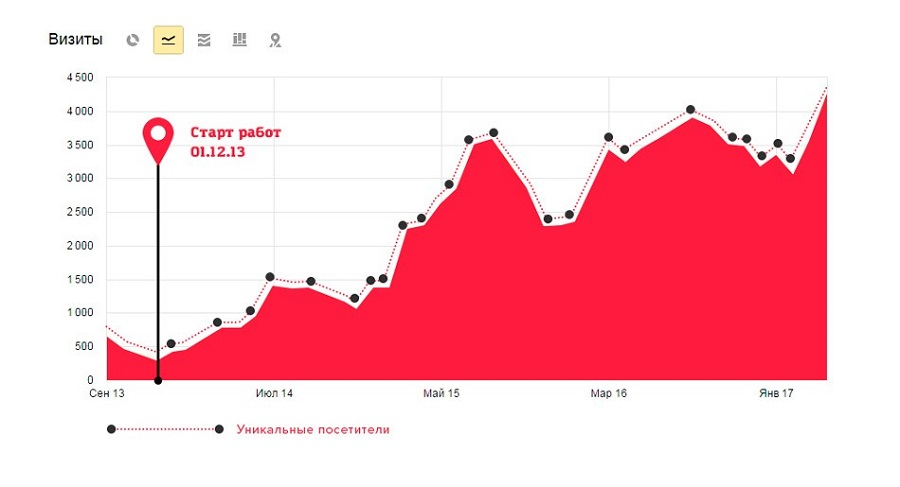 Визиты
4 500
4 000
3 500
3 000
2 500
2 000
1 500
1 000
500
0
Старт работ
01.12.13
Сен 13 Июл 14 Май 15 Мар 16 Янв 17
Уникальные посетители